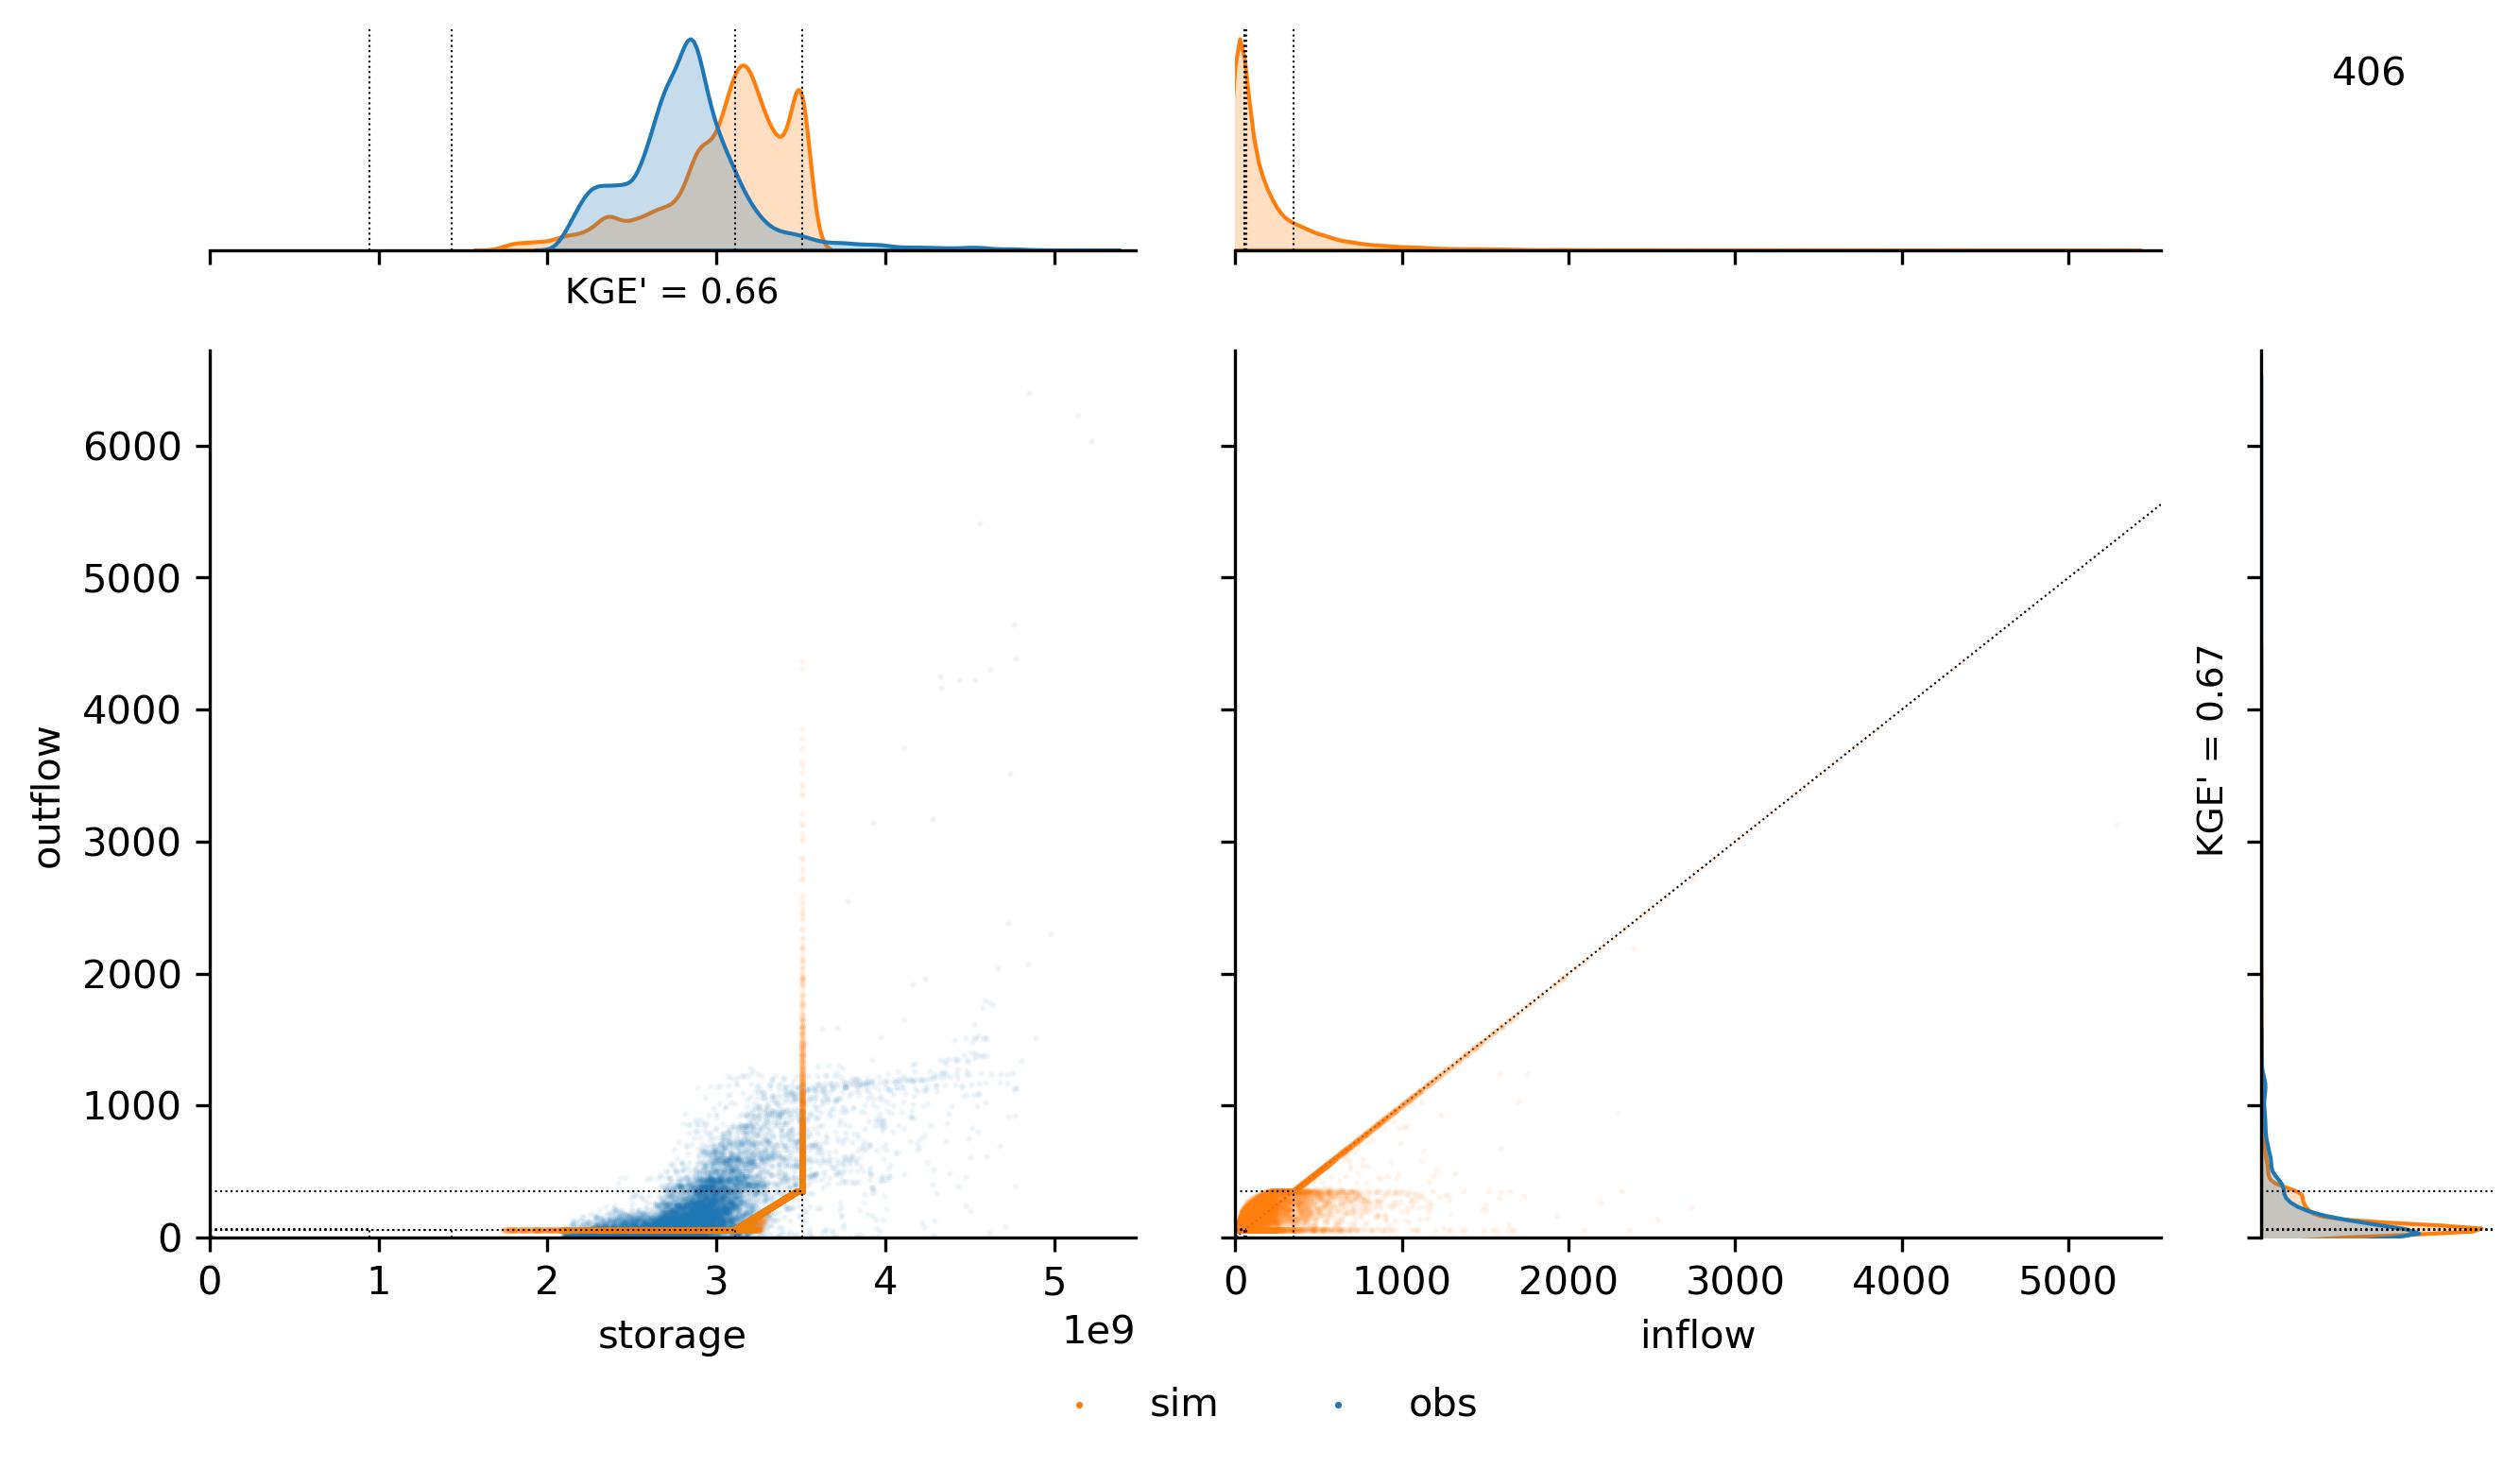 406
KGE' = 0.66
6000
5000
4000
3000
2000
1000
0
outflow
KGE' = 0.67
0 1 2 3 4 5
1e9
storage
0 1000 2000 3000 4000 5000
inflow
sim obs